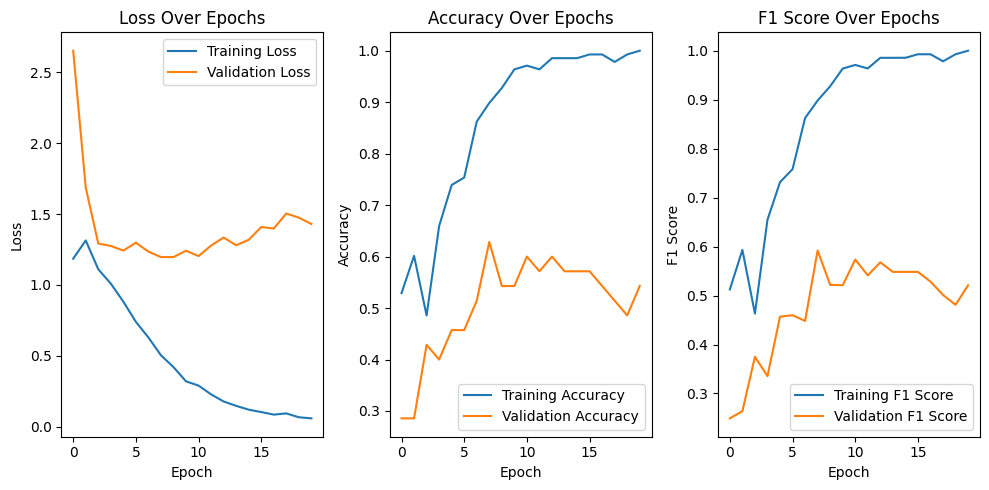 Loss Over Epochs
Training Loss
Validation Loss
2.5
2.0
1.5
1.0
0.5
0.0
Loss
0
5
10
15
Epoch
Accuracy Over Epochs
1.0
0.9
0.8
0.7
0.6
0.5
0.4
0.3
Accuracy
Training Accuracy
Validation Accuracy
0
5
10
15
Epoch
F1 Score Over Epochs
1.0
0.9
0.8
0.7
0.6
0.5
0.4
0.3
F1 Score
Training F1 Score
Validation F1 Score
0
5
10
15
Epoch